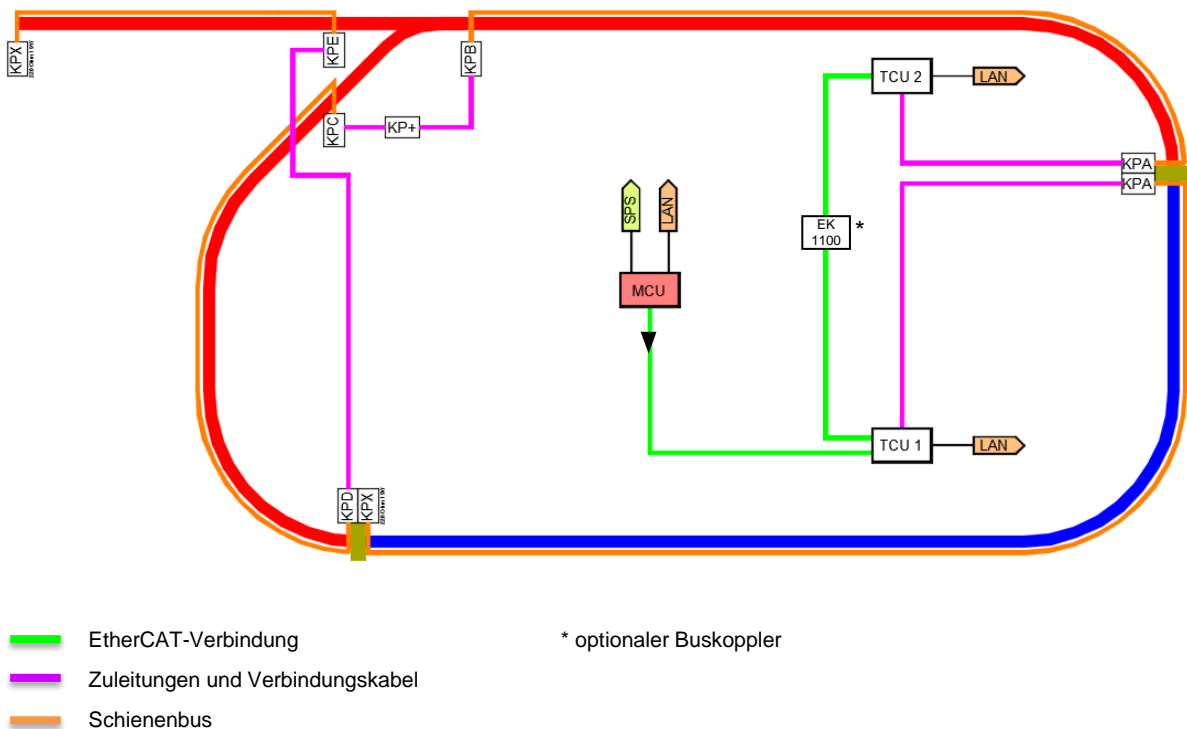 KPX
KPE
KPB
KPC
KP+
TCU 2
LAN
KPA
KPA
SPS
LAN
EK
1100
*
MCU
TCU 1
LAN
KPD
KPX
EtherCAT-Verbindung
* optionaler Buskoppler
Zuleitungen und Verbindungskabel
Schienenbus